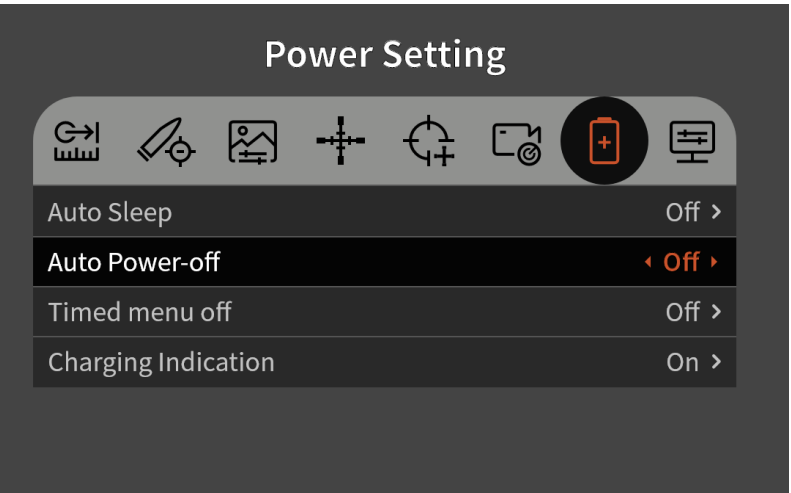 Power Setting
Auto Sleep Off >
Auto Power-off Off
Timed menu off Off >
Charging Indication On >